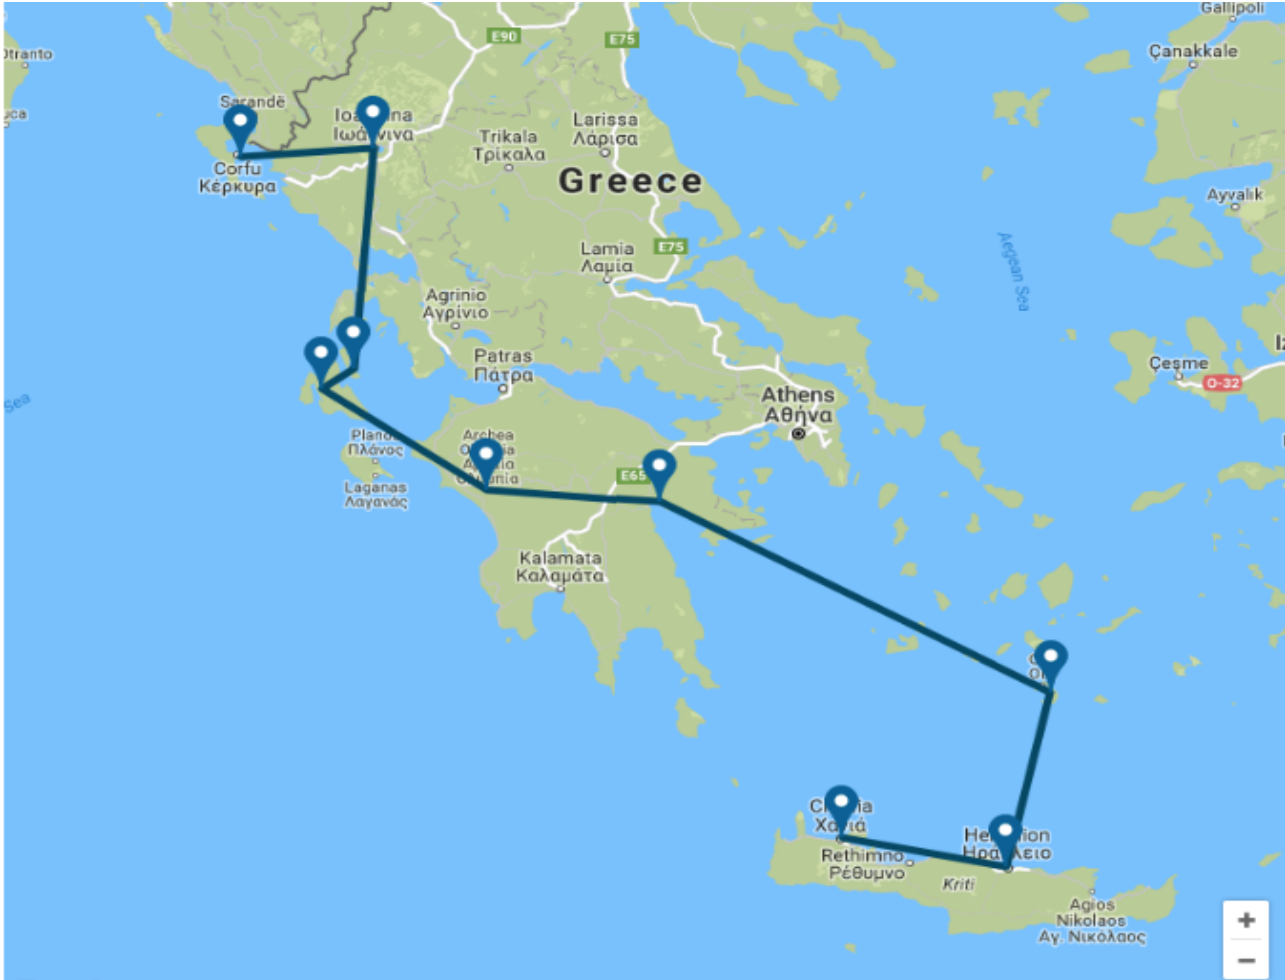 Gallipoli
E90
E75
Çanakkale
Otranto
Sarandë
Larissa
Λάρισα
Trikala
Τρίκαλα
Corfu
Κέρκυρα
Greece
Ayvalık
Lamia
Λαμία
E75
Aegean Sea
Agrinio
Αγρίνιο
Patras
Πάτρα
Çeşme
O-32
Athens
Αθήνα
Sea
Archea
Πλάνος
E65
Laganas
Λαγανάς
Kalamata
Καλαμάτα
Rethimno
Ρέθυμνο
Kriti
Agios
Nikolaos
Αγ. Νικόλαος
+
−